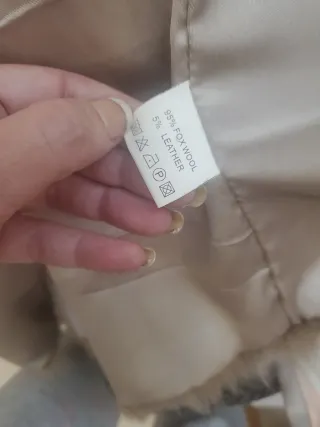 95% FOX WOOL
5% LEATHER
P